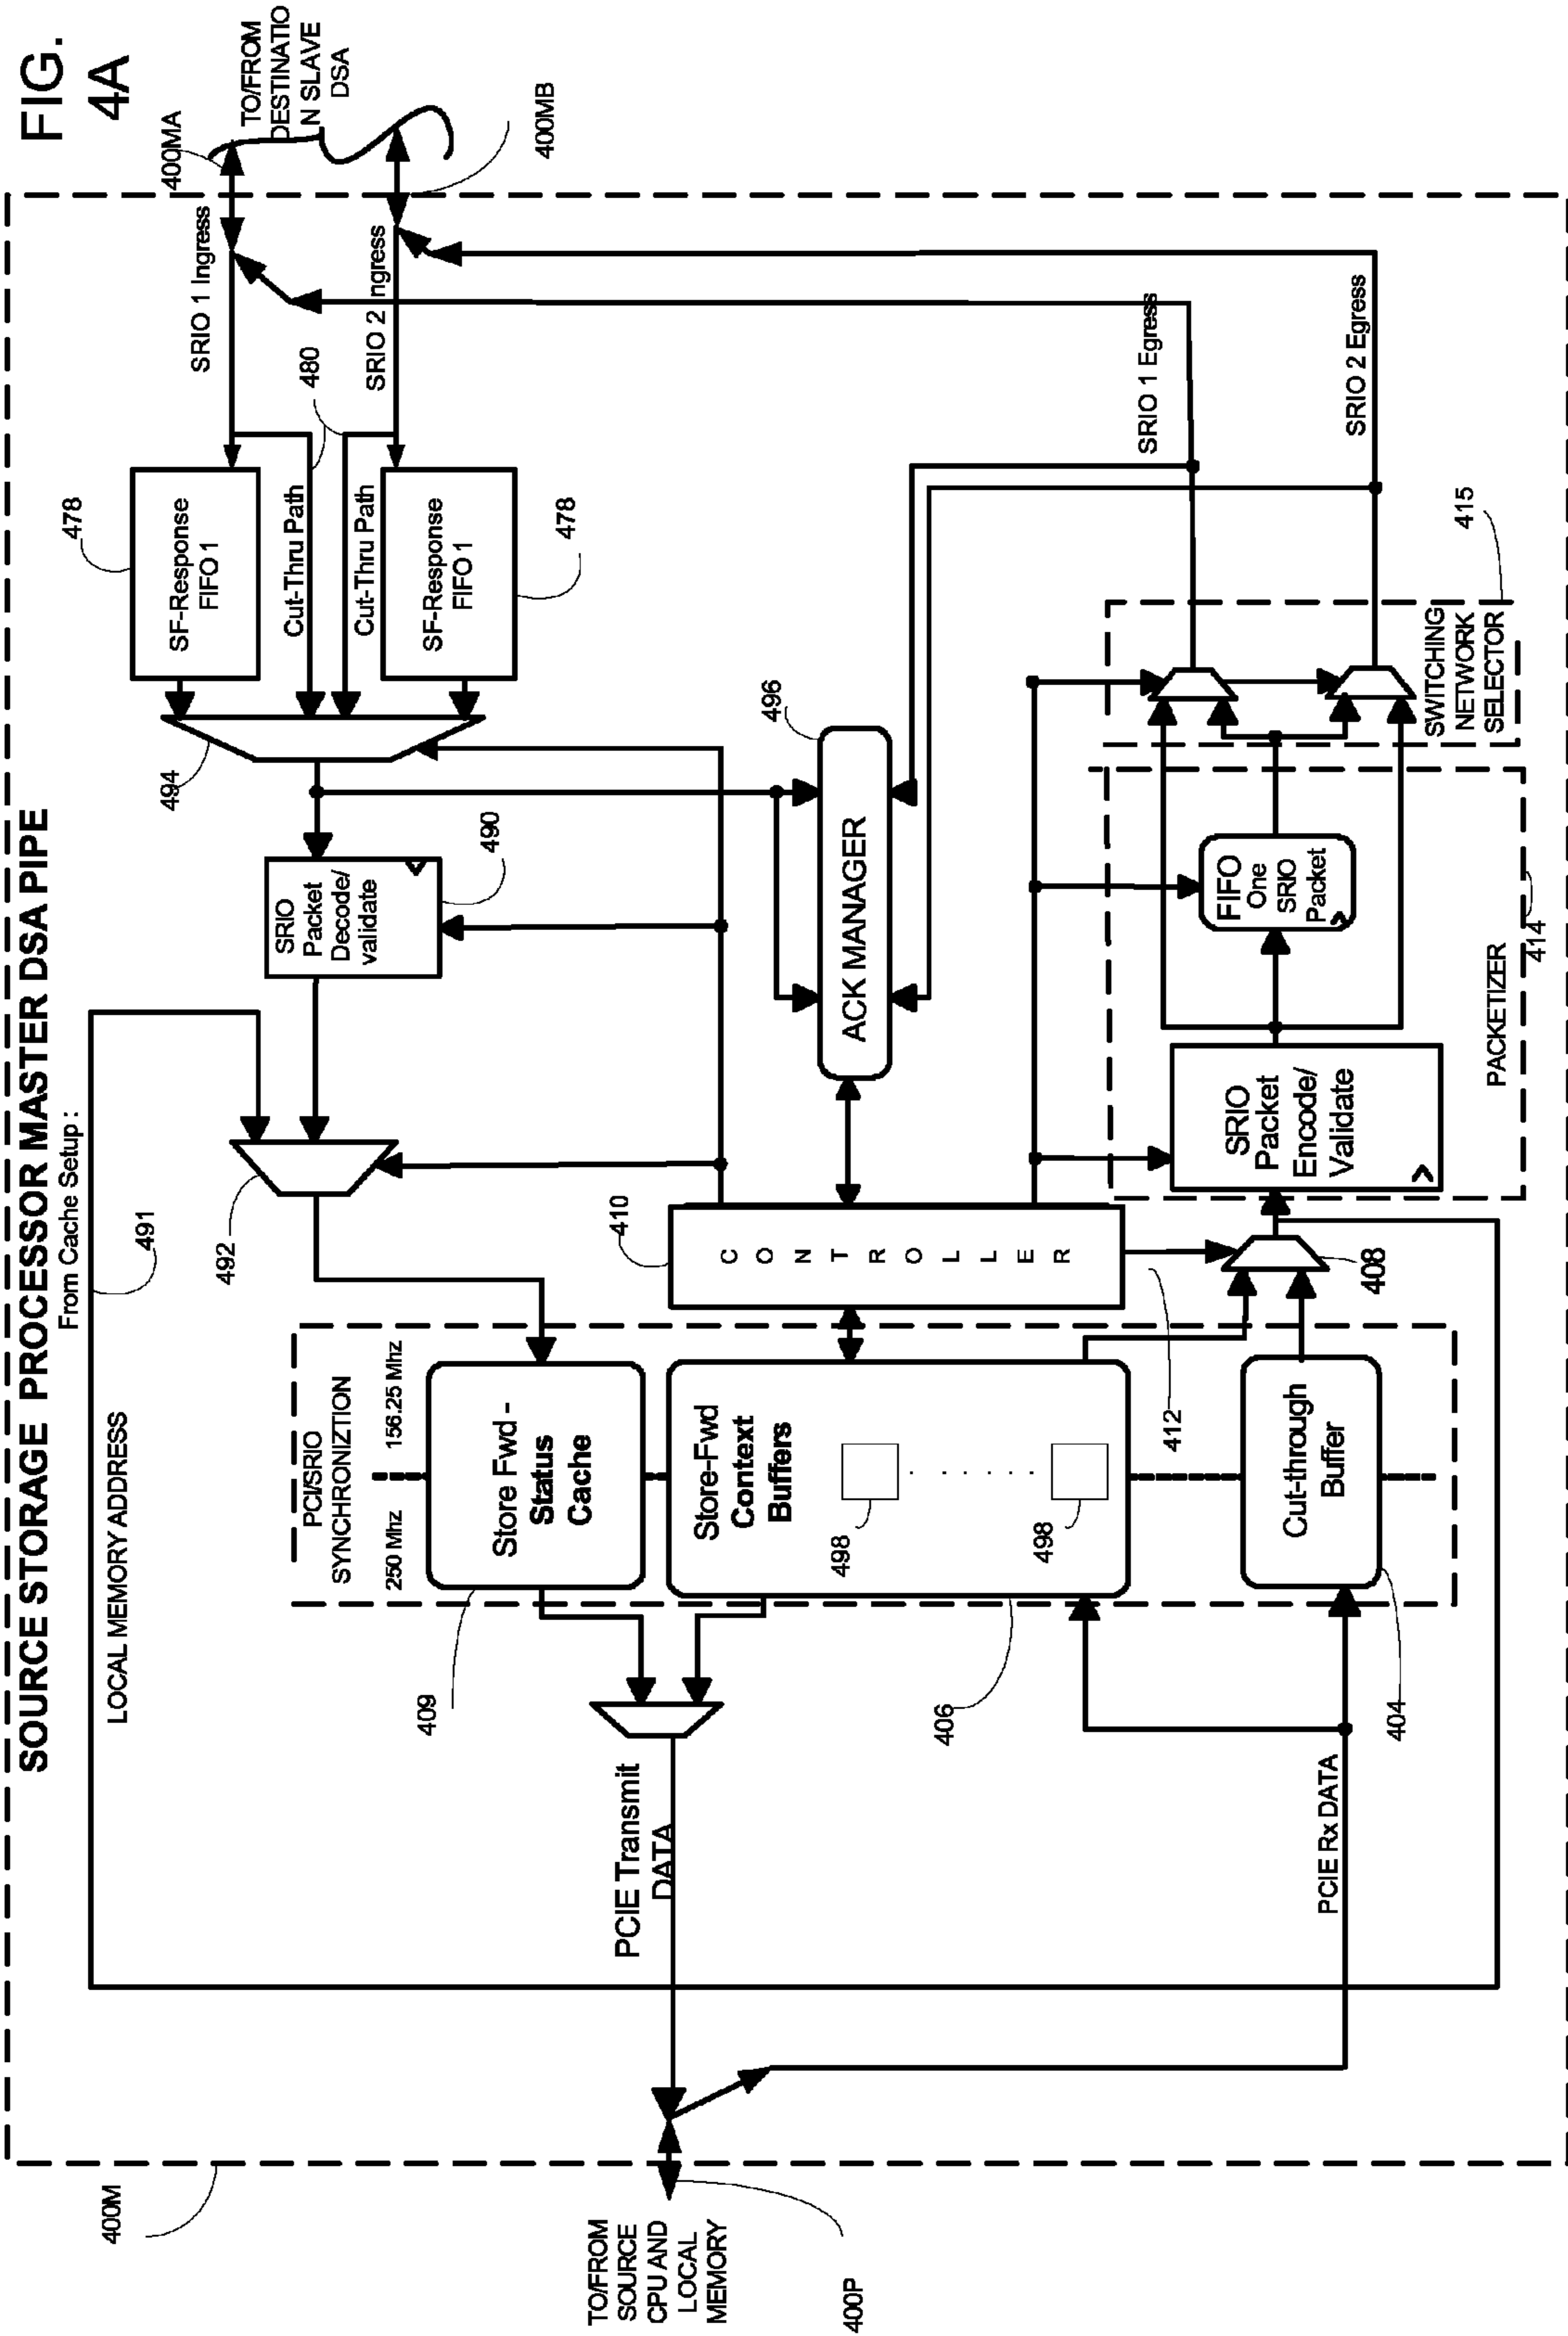 FIG.
4A
SOURCE STORAGE PROCESSOR MASTER DSA PIPE
From Cache Setup :
491
LOCAL MEMORY ADDRESS
400M
TO/FROM
SOURCE
CPU AND
LOCAL
MEMORY
400P
PCIE Transmit
DATA
PCIE Rx DATA
PCI/SRIO
SYNCHRONIZTION
250 Mhz
156.25 Mhz
Store Fwd -
Status
Cache
409
Store-Fwd
Context
Buffers
498
498
406
Cut-through
Buffer
404
492
410
C O N T R O L L E R
412
408
SRIO
Packet
Decode/
validate
490
494
478
SF-Response
FIFO 1
Cut-Thru Path
Cut-Thru Path
SF-Response
FIFO 1
478
480
SRIO 1 Ingress
SRIO 2 ngress
400MA
TO/FROM
DESTINATIO
N SLAVE
DSA
400MB
ACK MANAGER
496
SRIO
Packet
Encode/
Validate
FIFO
One
SRIO
Packet
PACKETIZER
414
SWITCHING
NETWORK
SELECTOR
415
SRIO 1 Egress
SRIO 2 Egress